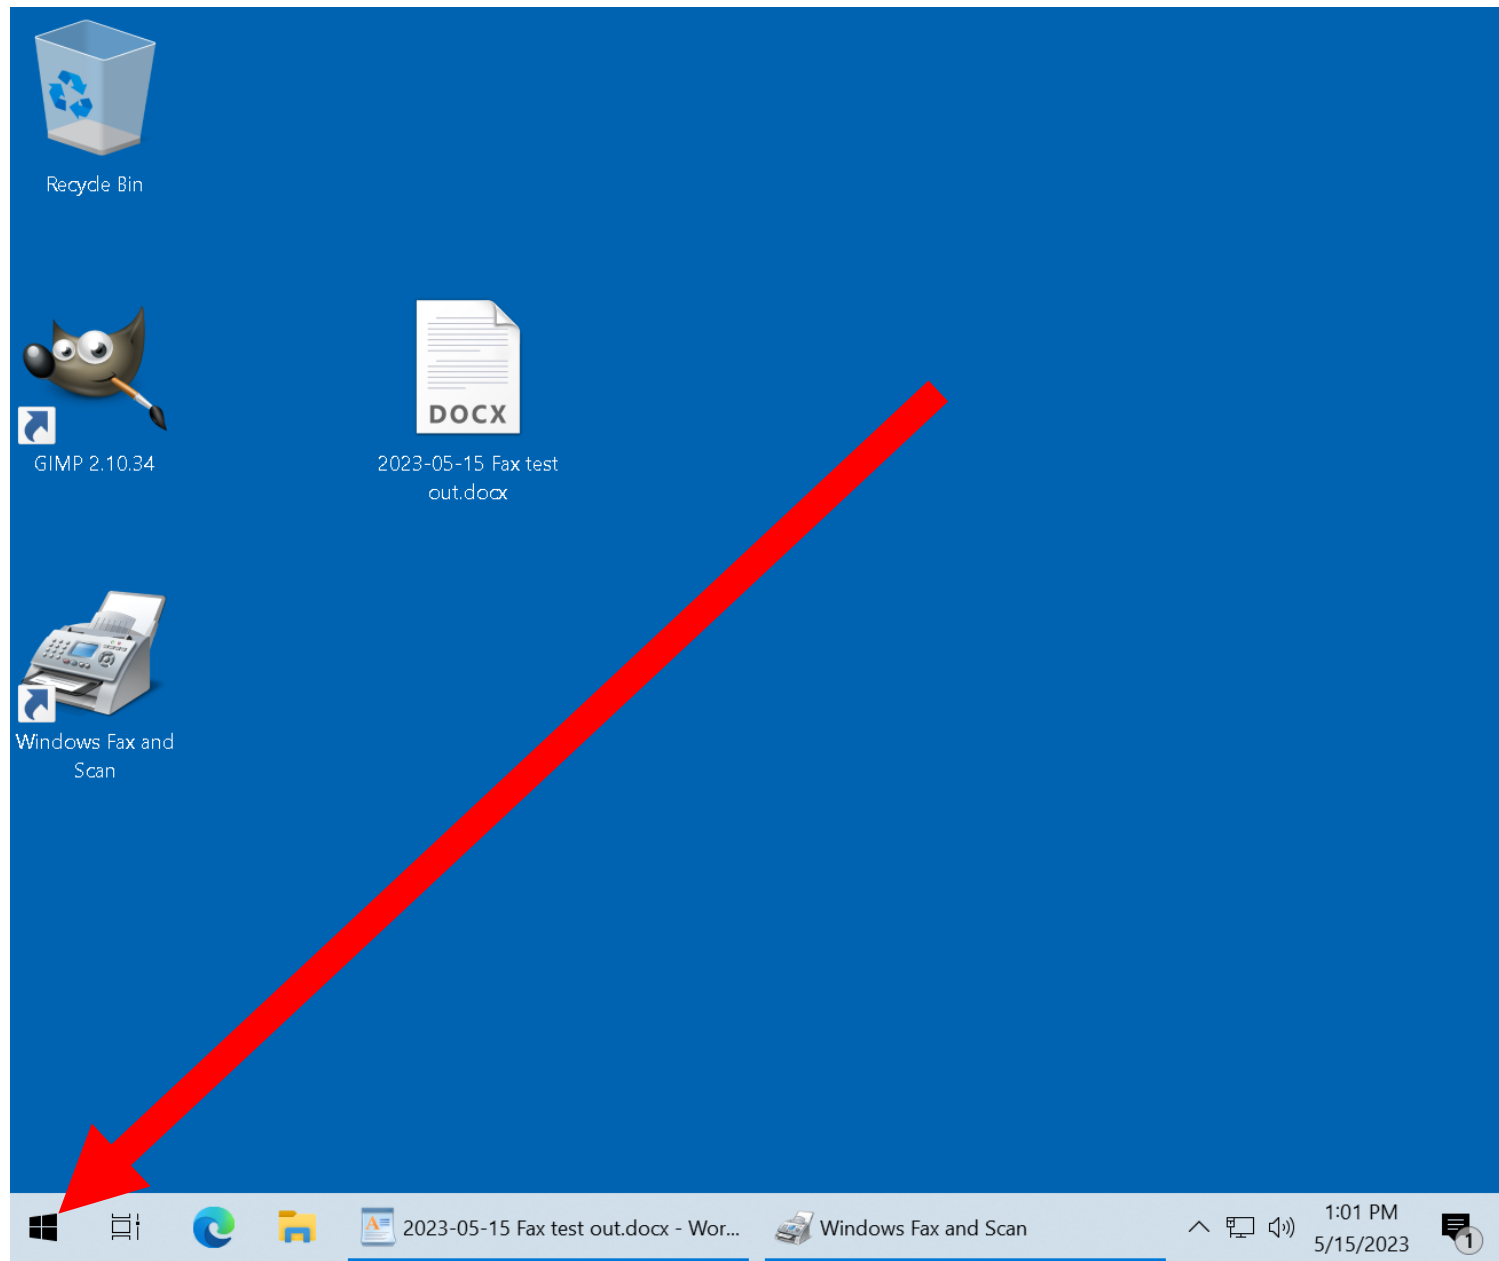 Recycle Bin
GIMP 2.10.34
DOCX
2023-05-15 Fax test
out.docx
Windows Fax and
Scan
2023-05-15 Fax test out.docx - Wor...
Windows Fax and Scan
1:01 PM
5/15/2023
1